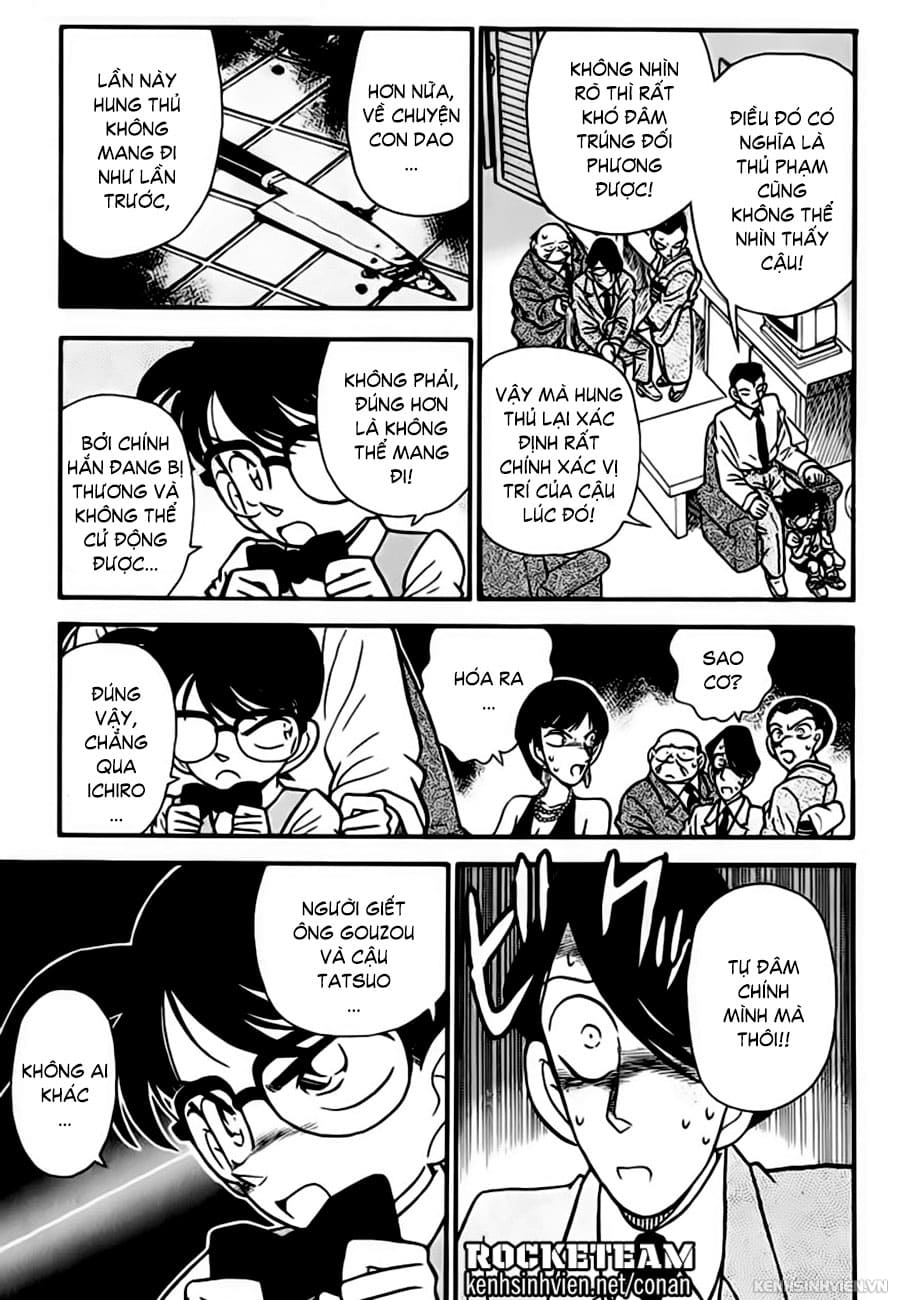 ĐIỀU ĐÓ CÓ
NGHĨA LÀ
THỦ PHẠM
CŨNG
KHÔNG THỂ
NHÌN THẤY
CẬU!
KHÔNG NHÌN
RÕ THÌ RẤT
KHÓ ĐÂM
TRÚNG ĐỐI
PHƯƠNG
ĐƯỢC!
VẬY MÀ HUNG
THỦ LẠI XÁC
ĐỊNH RẤT
CHÍNH XÁC VỊ
TRÍ CỦA CẬU
LÚC ĐÓ!
HƠN NỮA,
VỀ CHUYỆN
CON DAO
...
LẦN NÀY
HUNG THỦ
KHÔNG
MANG ĐI
NHƯ LẦN
TRƯỚC,
KHÔNG PHẢI,
ĐÚNG HƠN
LÀ KHÔNG
THỂ MANG
ĐI!
BỞI CHÍNH
HẮN ĐANG BỊ
THƯƠNG VÀ
KHÔNG THỂ
CỬ ĐỘNG
ĐƯỢC...
SAO
CƠ?
HÓA RA
...
ĐÚNG
VẬY,
CHẲNG
QUA
ICHIRO
...
TỰ ĐÂM
CHÍNH
MÌNH MÀ
THÔI!!
ビクッ
NGƯỜI GIẾT
ÔNG GOUZOU
VÀ CẬU
TATSUO
...
KHÔNG AI
KHÁC
...
ROCKETEAM
kenhsinhvien.net/conan
KENHSINHVIEN.VN